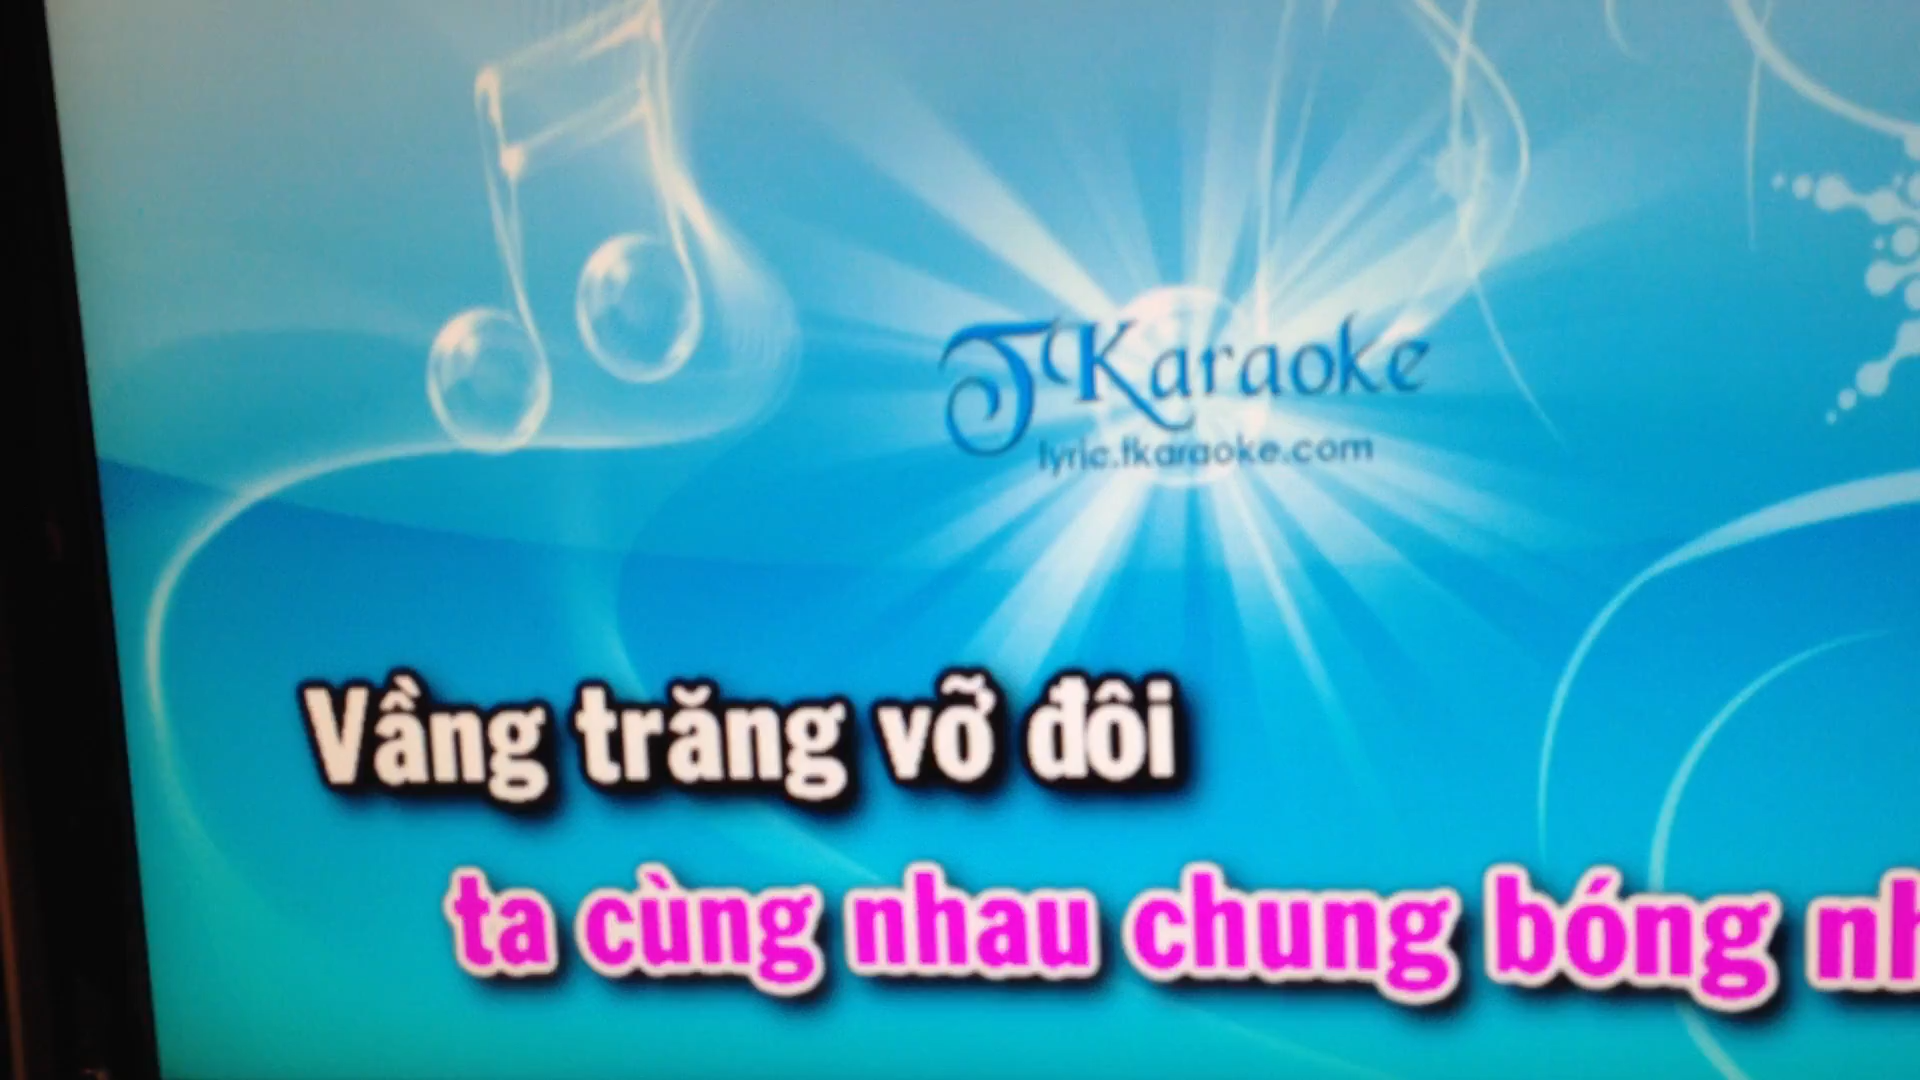 TKaraoke
lyric.tkaraoke.com
Vầng trăng vỡ đôi
ta cùng nhau chung bóng